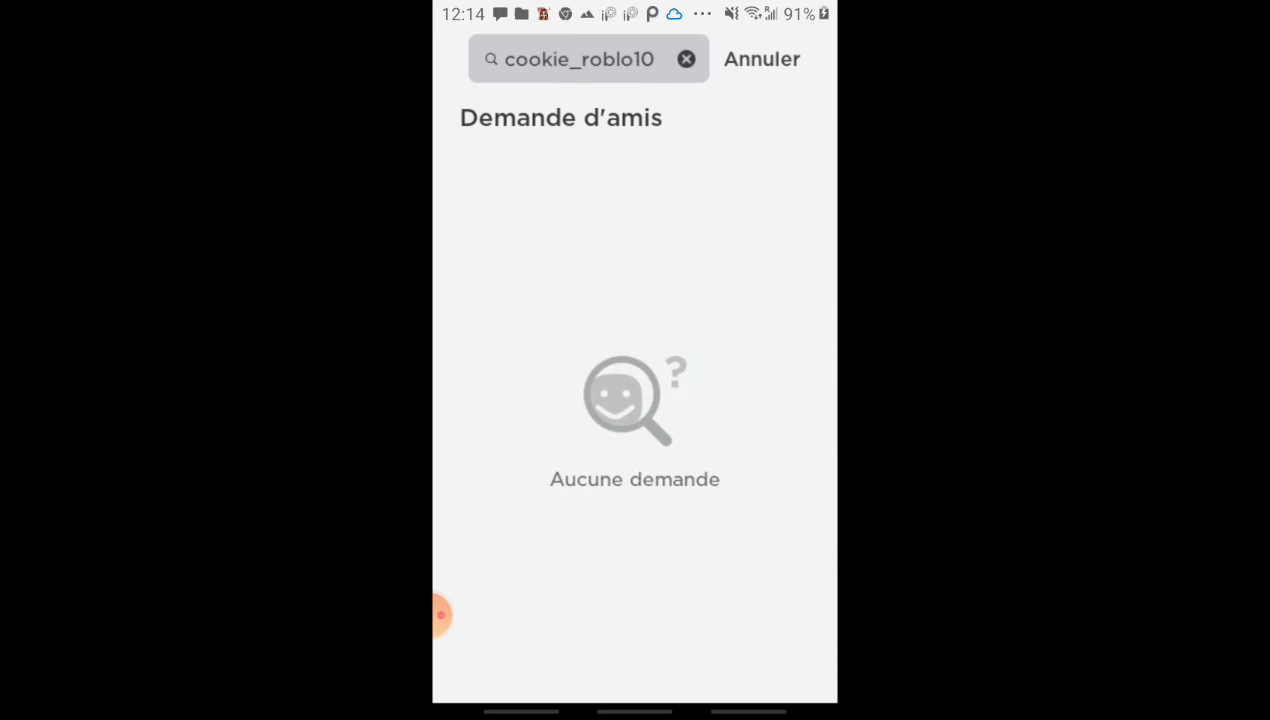 12:14 91%
cookie_roblo10 Annuler
Demande d'amis
?
Aucune demande